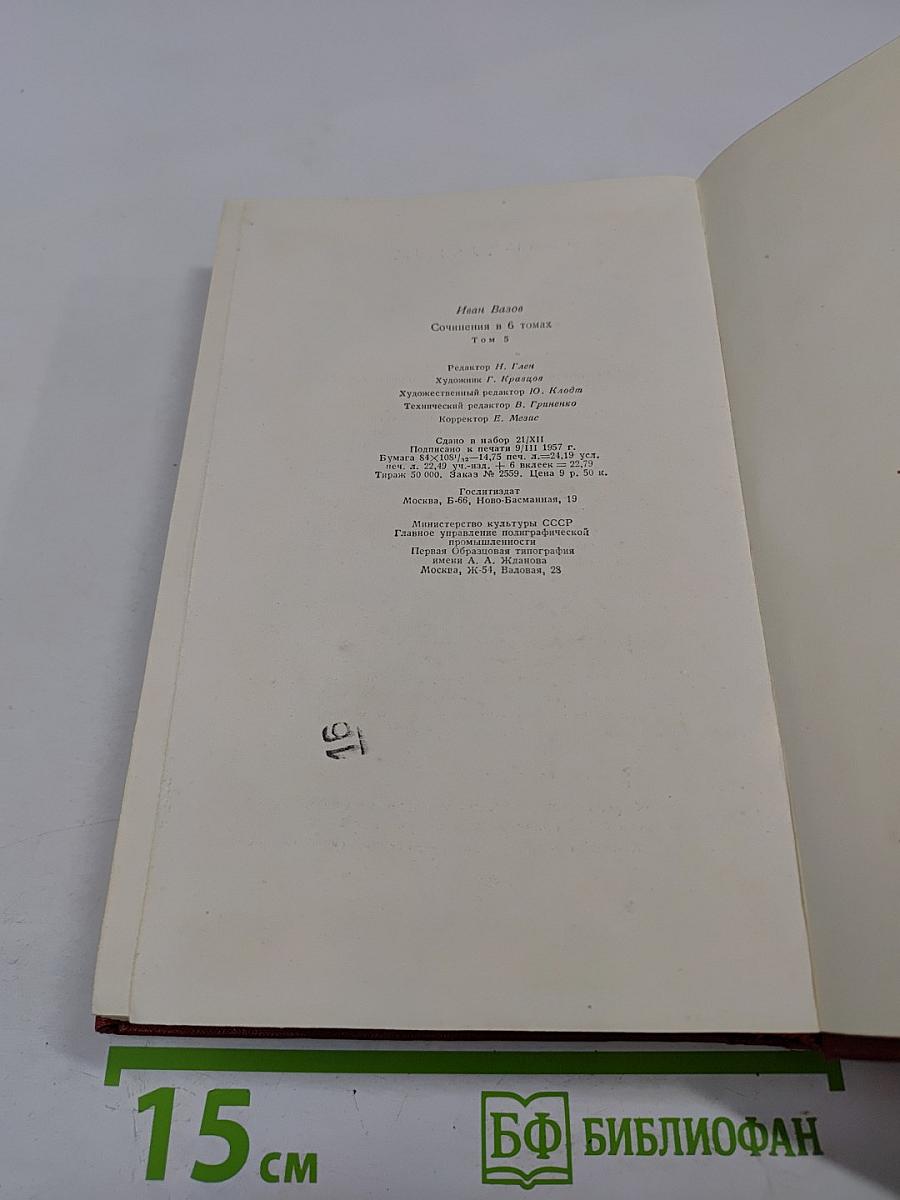 Иван Вазов
Сочинения в 6 томах
Том 5
Редактор Н. Глен
Художник Г. Кравцов
Художественный редактор Ю. Клодт
Технический редактор В. Гриненко
Корректор Е. Мезис
Сдано в набор 21/XII
Подписано к печати 9/III 1957 г.
Бумага 84×108¹/₃₂—14,75 печ. л.=24,19 усл.
печ. л. 22,49 уч.-изд. + 6 вклеек = 22,79
Тираж 50 000. Заказ № 2559. Цена 9 р. 50 к.
Гослитиздат
Москва, Б-66, Ново-Басманная, 19
Министерство культуры СССР
Главное управление полиграфической
промышленности
Первая Образцовая типография
имени А. А. Жданова
Москва, Ж-54, Валовая, 28
16
15 см
БФ БИБЛИОФАН